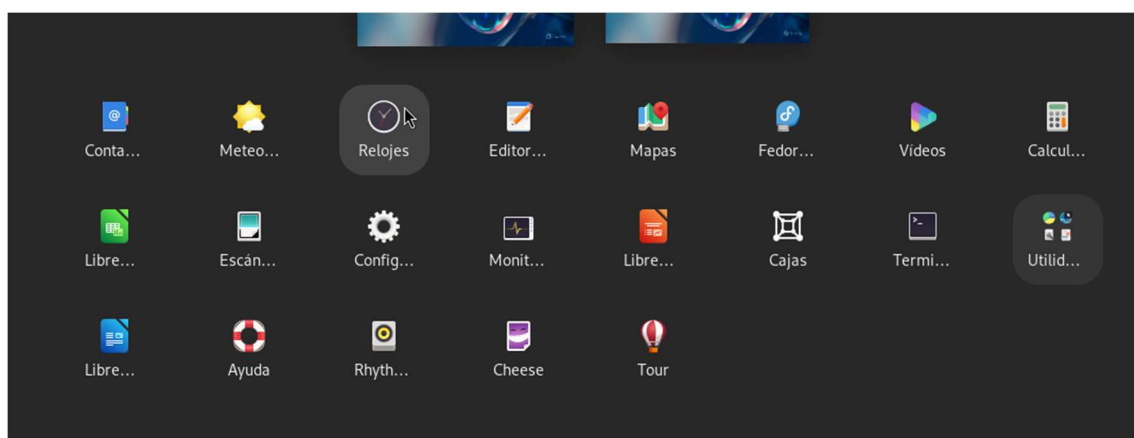 Conta...
Meteo...
Relojes
Editor...
Mapas
Fedor...
Vídeos
Calcul...
Libre...
Escán...
Config...
Monit...
Libre...
Cajas
Termi...
Utilid...
Libre...
Ayuda
Rhyth...
Cheese
Tour